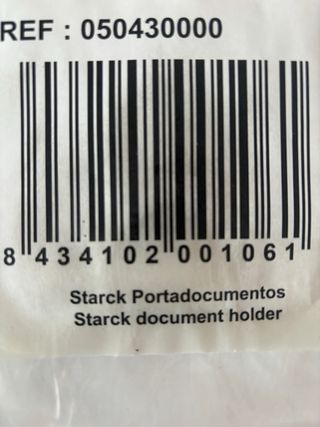 REF : 050430000
8 434102 001061
Starck Portadocumentos
Starck document holder